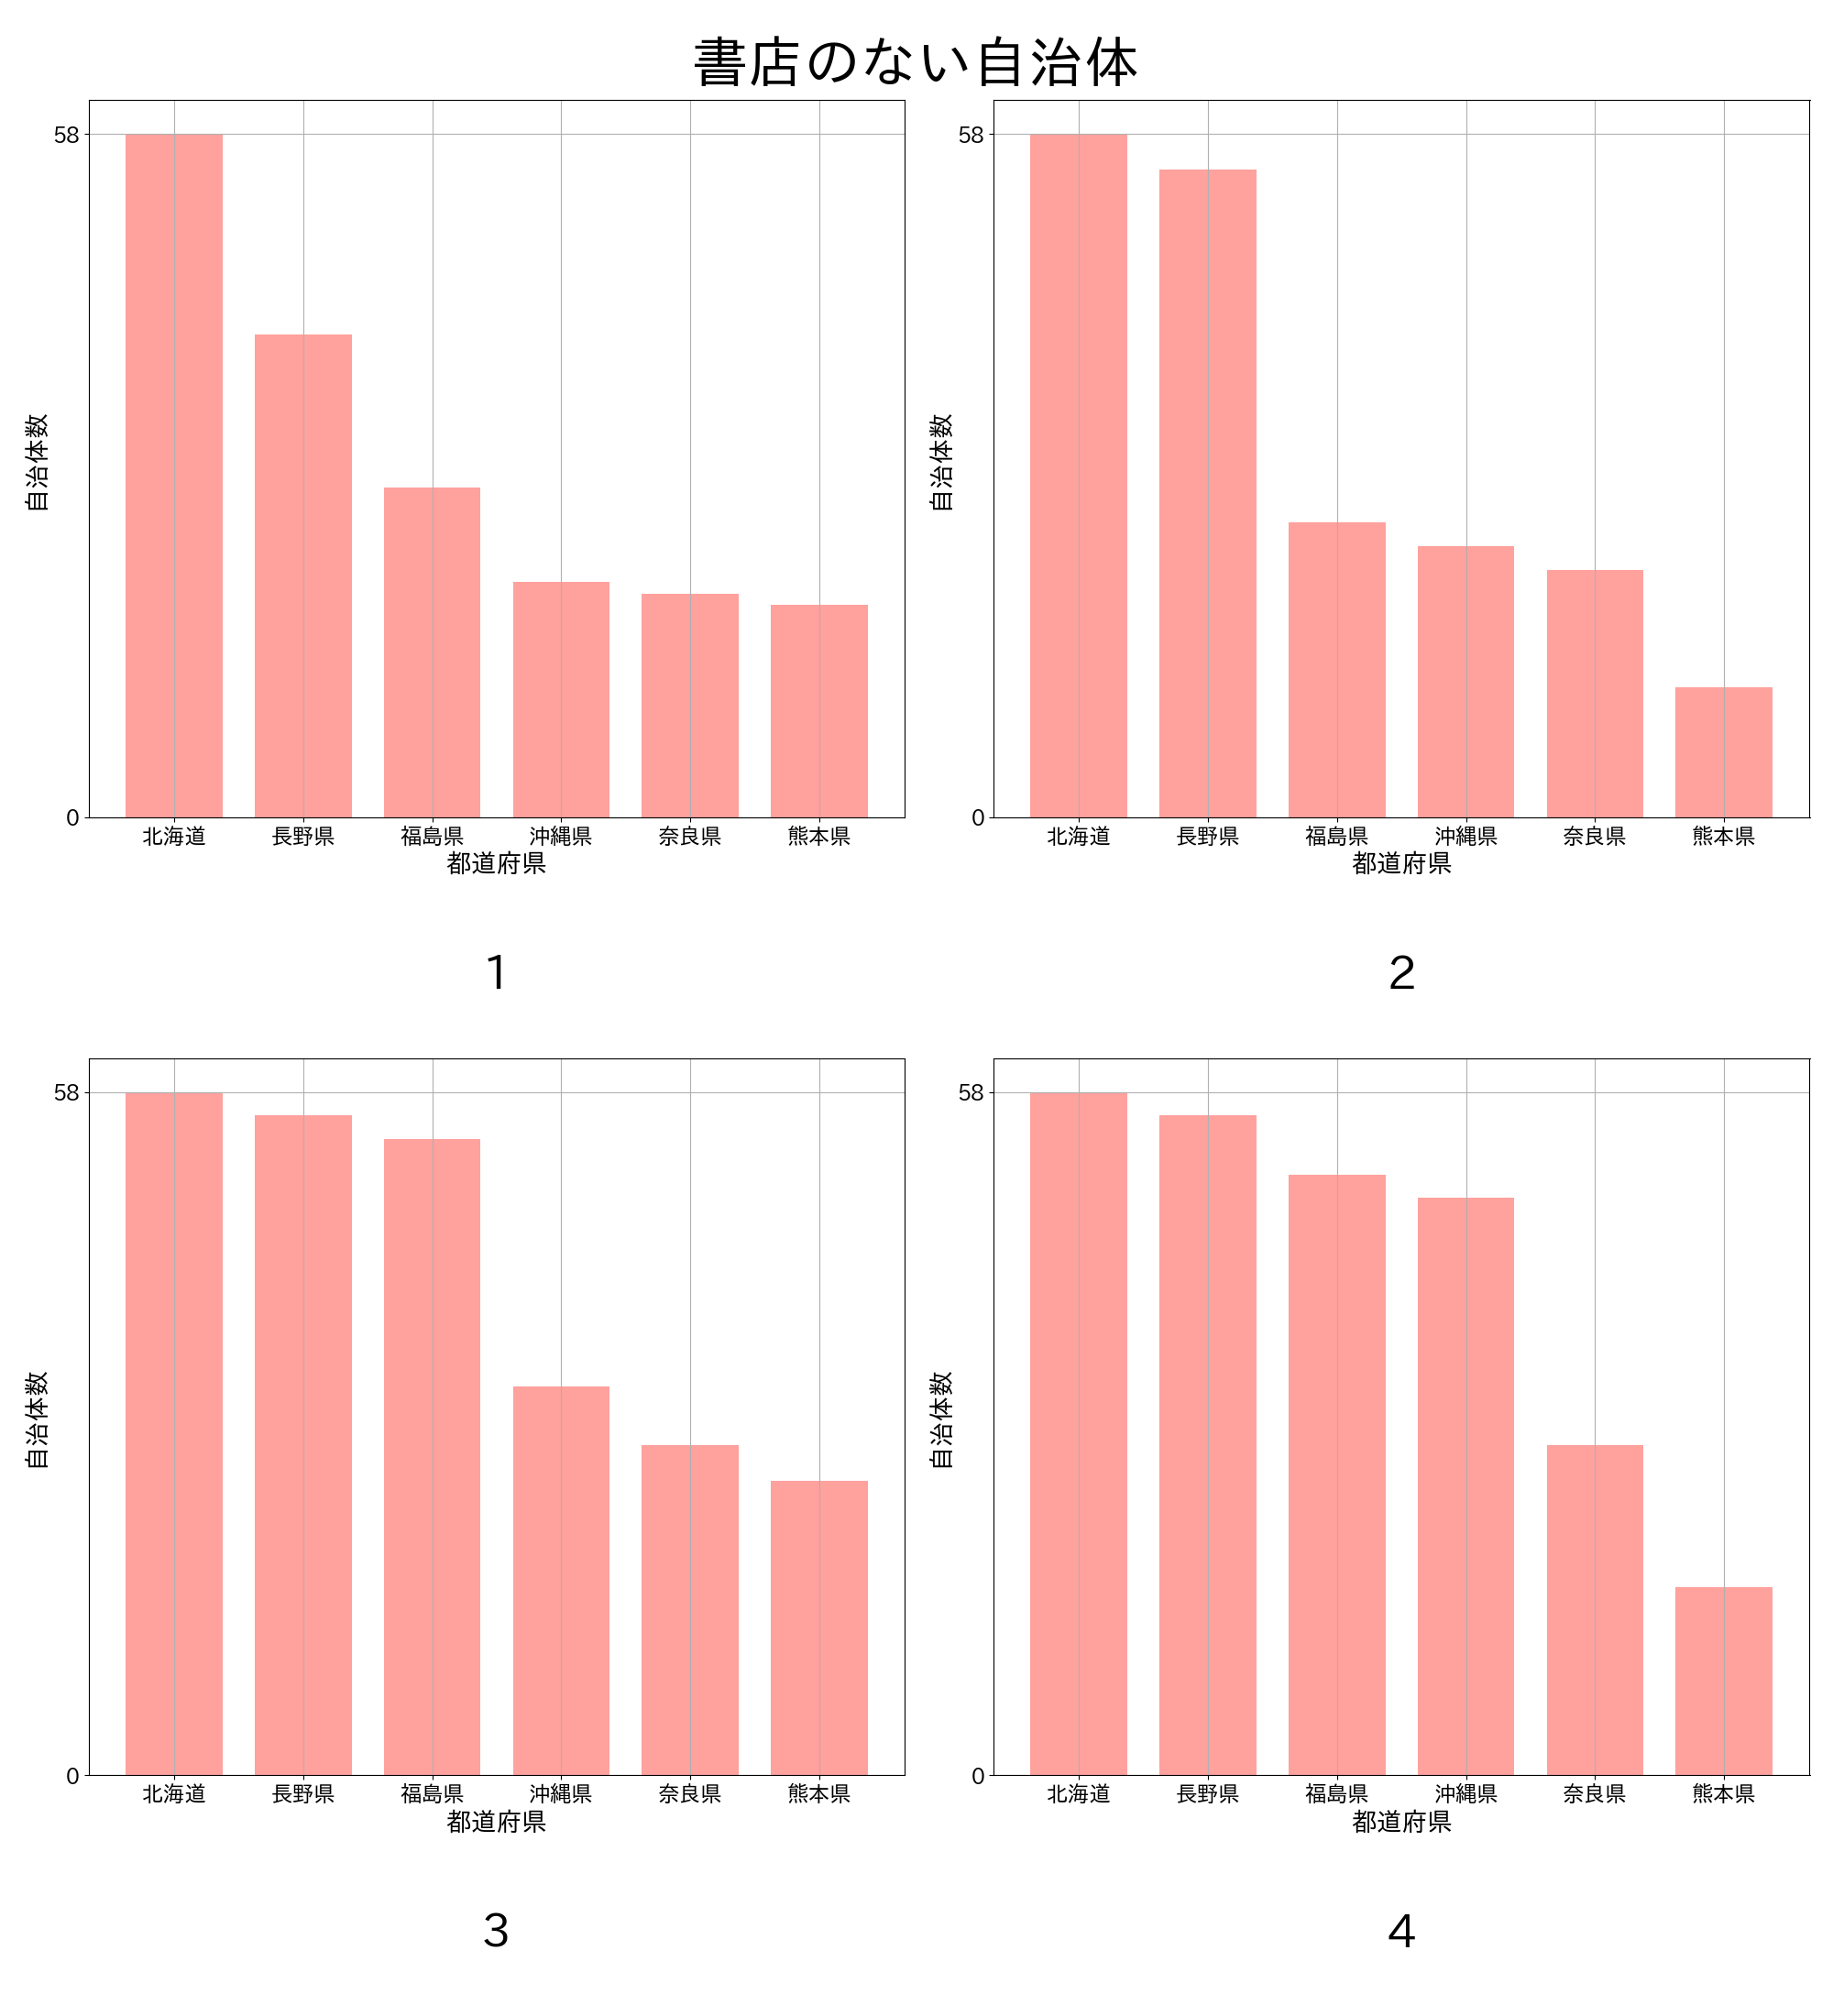 書店のない自治体
58
0
自治体数
北海道 長野県 福島県 沖縄県 奈良県 熊本県
都道府県
1
58
0
自治体数
北海道 長野県 福島県 沖縄県 奈良県 熊本県
都道府県
2
58
0
自治体数
北海道 長野県 福島県 沖縄県 奈良県 熊本県
都道府県
3
58
0
自治体数
北海道 長野県 福島県 沖縄県 奈良県 熊本県
都道府県
4